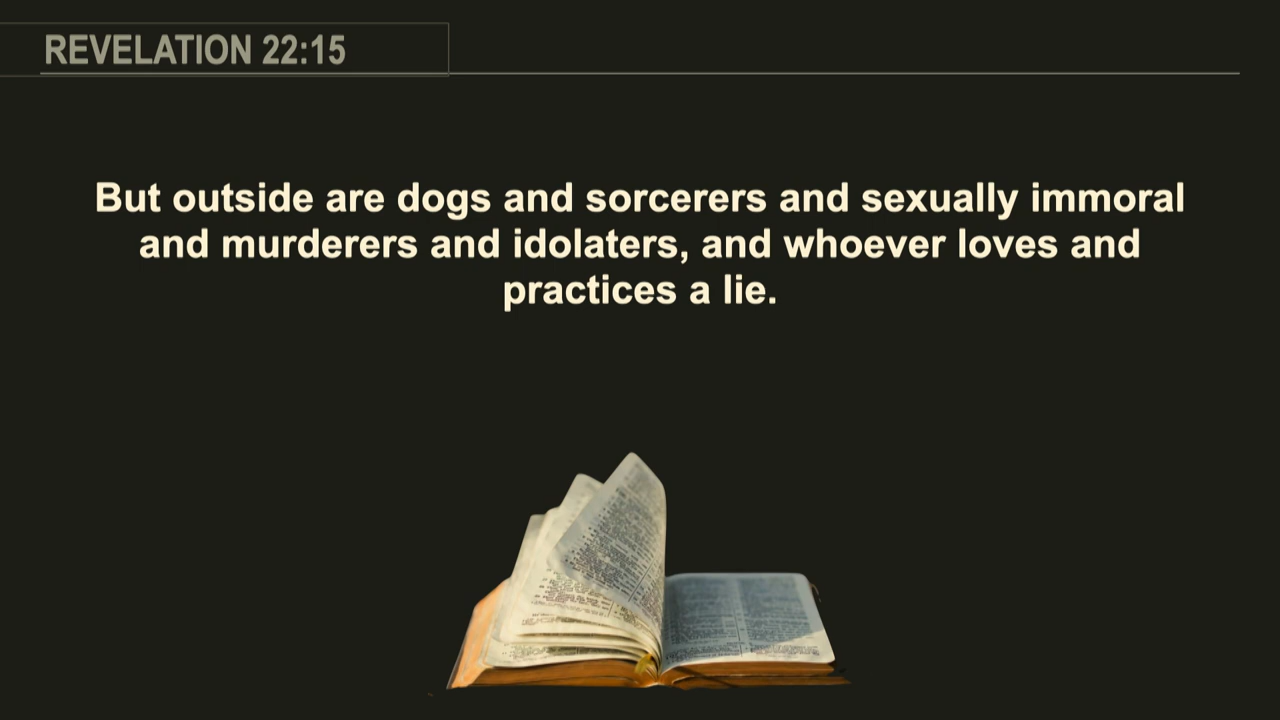 REVELATION 22:15
But outside are dogs and sorcerers and sexually immoral
and murderers and idolaters, and whoever loves and
practices a lie.